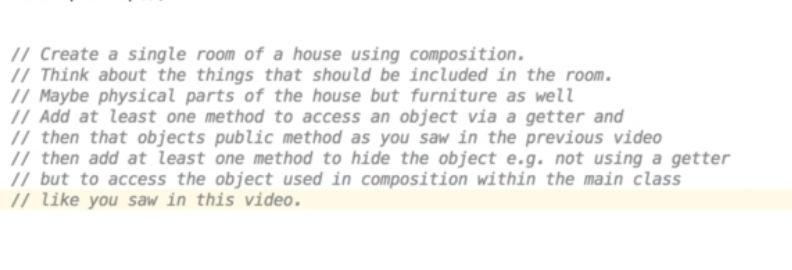 // Create a single room of a house using composition.
// Think about the things that should be included in the room.
// Maybe physical parts of the house but furniture as well
// Add at least one method to access an object via a getter and
// then that objects public method as you saw in the previous video
// then add at least one method to hide the object e.g. not using a getter
// but to access the object used in composition within the main class
// like you saw in this video.